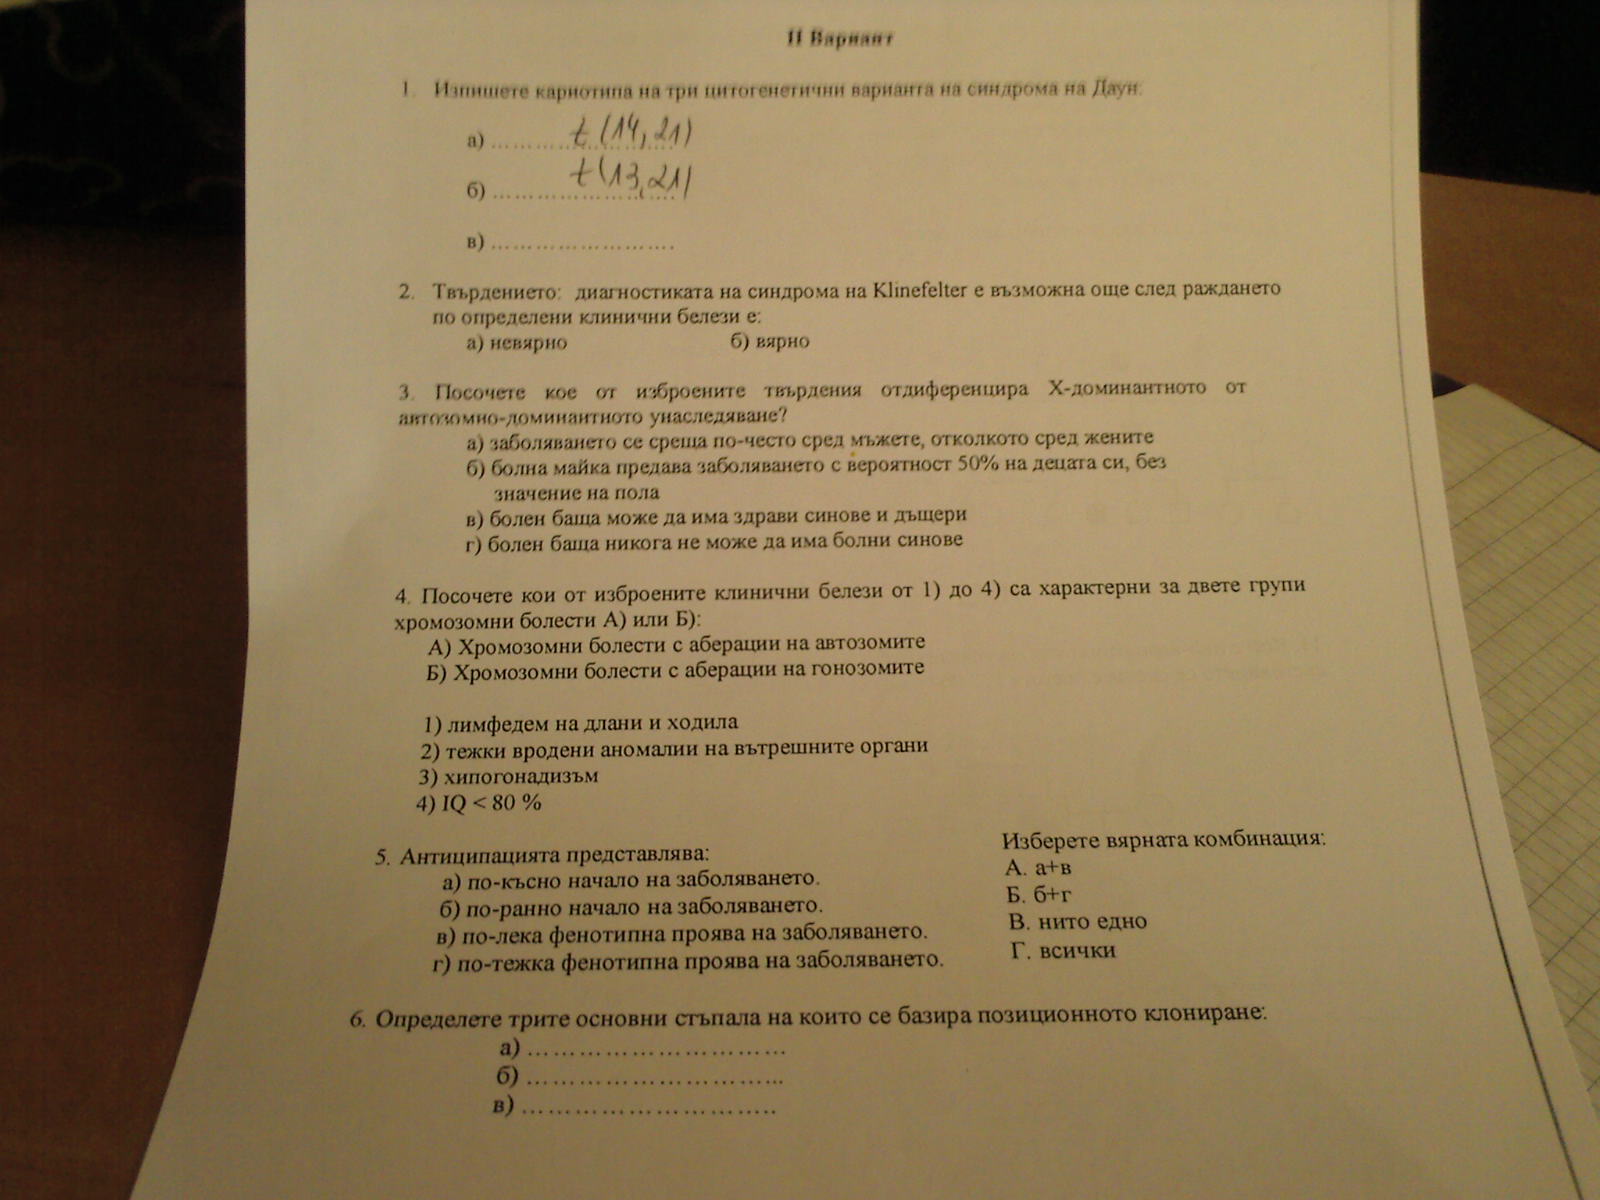 II Вариант
1. Изпишете кариотипа на три цитогенетични варианта на синдрома на Даун:
а) ........... t(14,21)
б) ........... t(13,21)
в) ........................
2. Твърдението: диагностиката на синдрома на Klinefelter е възможна още след раждането
по определени клинични белези е:
а) невярно б) вярно
3. Посочете кое от изброените твърдения отдиференцира Х-доминантното от
автозомно-доминантното унаследяване?
а) заболяването се среща по-често сред мъжете, отколкото сред жените
б) болна майка предава заболяването с вероятност 50% на децата си, без
значение на пола
в) болен баща може да има здрави синове и дъщери
г) болен баща никога не може да има болни синове
4. Посочете кои от изброените клинични белези от 1) до 4) са характерни за двете групи
хромозомни болести А) или Б):
А) Хромозомни болести с аберации на автозомите
Б) Хромозомни болести с аберации на гонозомите
1) лимфедем на длани и ходила
2) тежки вродени аномалии на вътрешните органи
3) хипогонадизъм
4) IQ < 80 %
5. Антиципацията представлява:
а) по-късно начало на заболяването.
б) по-ранно начало на заболяването.
в) по-лека фенотипна проява на заболяването.
г) по-тежка фенотипна проява на заболяването.
Изберете вярната комбинация:
А. а+в
Б. б+г
В. нито едно
Г. всички
6. Определете трите основни стъпала на които се базира позиционното клониране:
а) ..............................
б) ..............................
в) ..............................